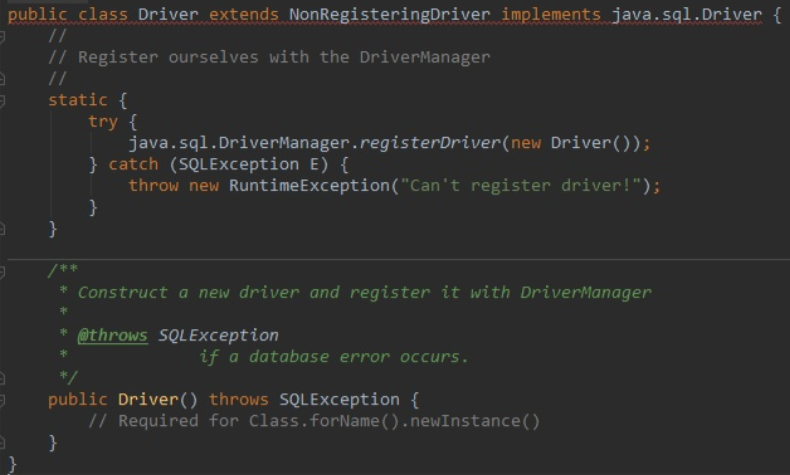 public class Driver extends NonRegisteringDriver implements java.sql.Driver {
//
// Register ourselves with the DriverManager
//
static {
try {
java.sql.DriverManager.registerDriver(new Driver());
} catch (SQLException E) {
throw new RuntimeException("Can't register driver!");
}
}
/**
* Construct a new driver and register it with DriverManager
*
* @throws SQLException
* if a database error occurs.
*/
public Driver() throws SQLException {
// Required for Class.forName().newInstance()
}
}